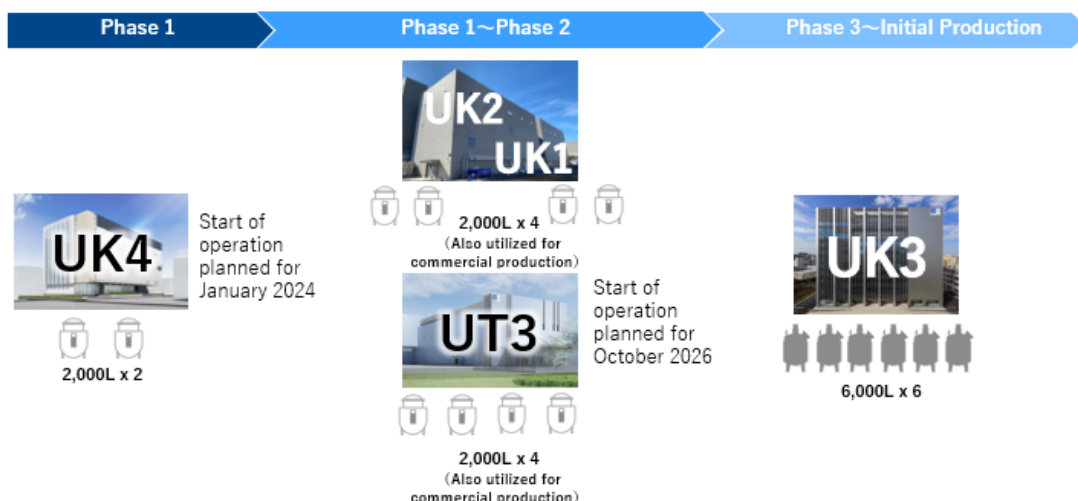 Phase 1
Phase 1～Phase 2
Phase 3～Initial Production
UK4
Start of
operation
planned for
January 2024
2,000L x 2
UK2
UK1
2,000L x 4
（Also utilized for
commercial production）
UT3
Start of
operation
planned for
October 2026
2,000L x 4
（Also utilized for
commercial production）
UK3
6,000L x 6